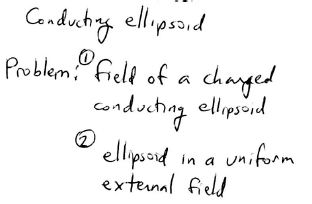 Conducting ellipsoid
Problem: ① field of a charged
conducting ellipsoid
② ellipsoid in a uniform
external field